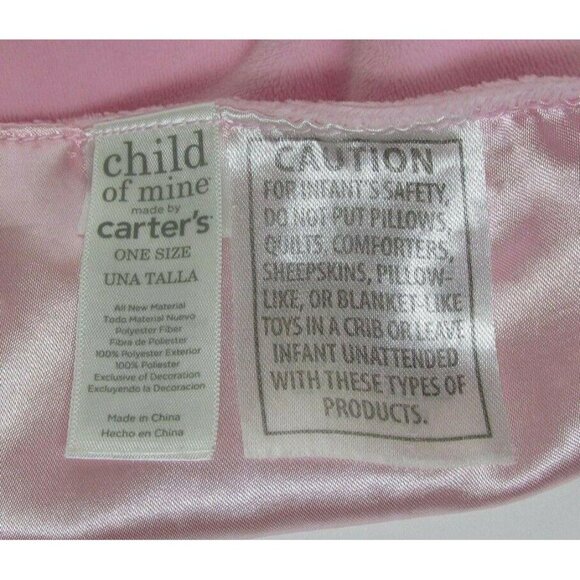 child
of mine
made by
carter's
ONE SIZE
UNA TALLA
All New Material
Todo Material Nuevo
Polyester Fiber
Fibra de Poliester
100% Polyester Exterior
100% Poliester
Exclusive of Decoration
Excluyendo la Decoracion
Made in China
Hecho en China
CAUTION
FOR INFANT'S SAFETY,
DO NOT PUT PILLOWS,
QUILTS, COMFORTERS,
SHEEPSKINS, PILLOW-
LIKE, OR BLANKET-LIKE
TOYS IN A CRIB OR LEAVE
INFANT UNATTENDED
WITH THESE TYPES OF
PRODUCTS.